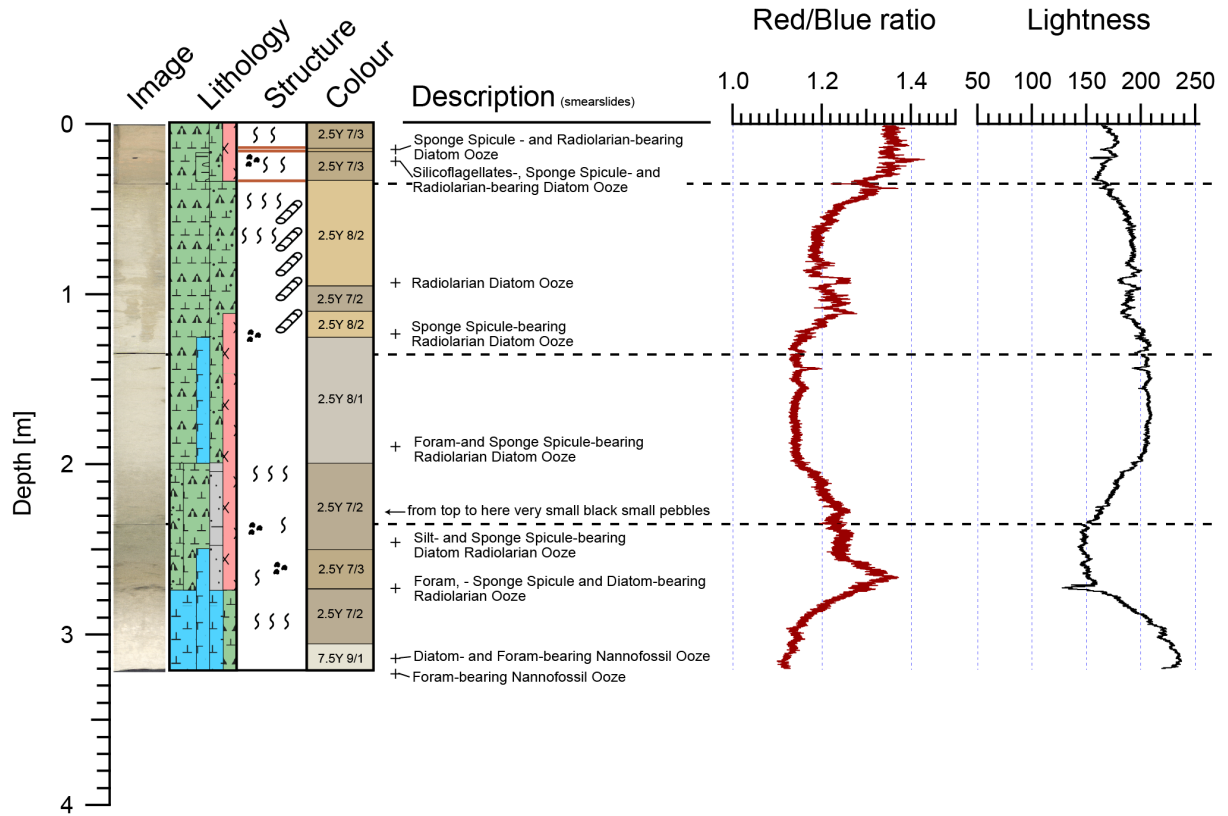 Image
Lithology
Structure
Colour
Description (smearslides)
Red/Blue ratio
Lightness
1.0 1.2 1.4
50 100 150 200 250
Depth [m]
0
1
2
3
4
2.5Y 7/3
2.5Y 7/3
2.5Y 8/2
2.5Y 7/2
2.5Y 8/2
2.5Y 8/1
2.5Y 7/2
2.5Y 7/3
2.5Y 7/2
7.5Y 9/1
Sponge Spicule - and Radiolarian-bearing
Diatom Ooze
Silicoflagellates-, Sponge Spicule- and
Radiolarian-bearing Diatom Ooze
Radiolarian Diatom Ooze
Sponge Spicule-bearing
Radiolarian Diatom Ooze
Foram-and Sponge Spicule-bearing
Radiolarian Diatom Ooze
from top to here very small black small pebbles
Silt- and Sponge Spicule-bearing
Diatom Radiolarian Ooze
Foram, - Sponge Spicule and Diatom-bearing
Radiolarian Ooze
Diatom- and Foram-bearing Nannofossil Ooze
Foram-bearing Nannofossil Ooze